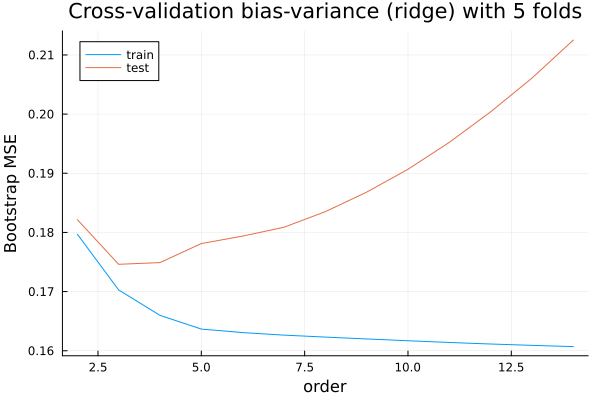 Cross-validation bias-variance (ridge) with 5 folds
train
test
Bootstrap MSE
0.21
0.20
0.19
0.18
0.17
0.16
2.5 5.0 7.5 10.0 12.5
order